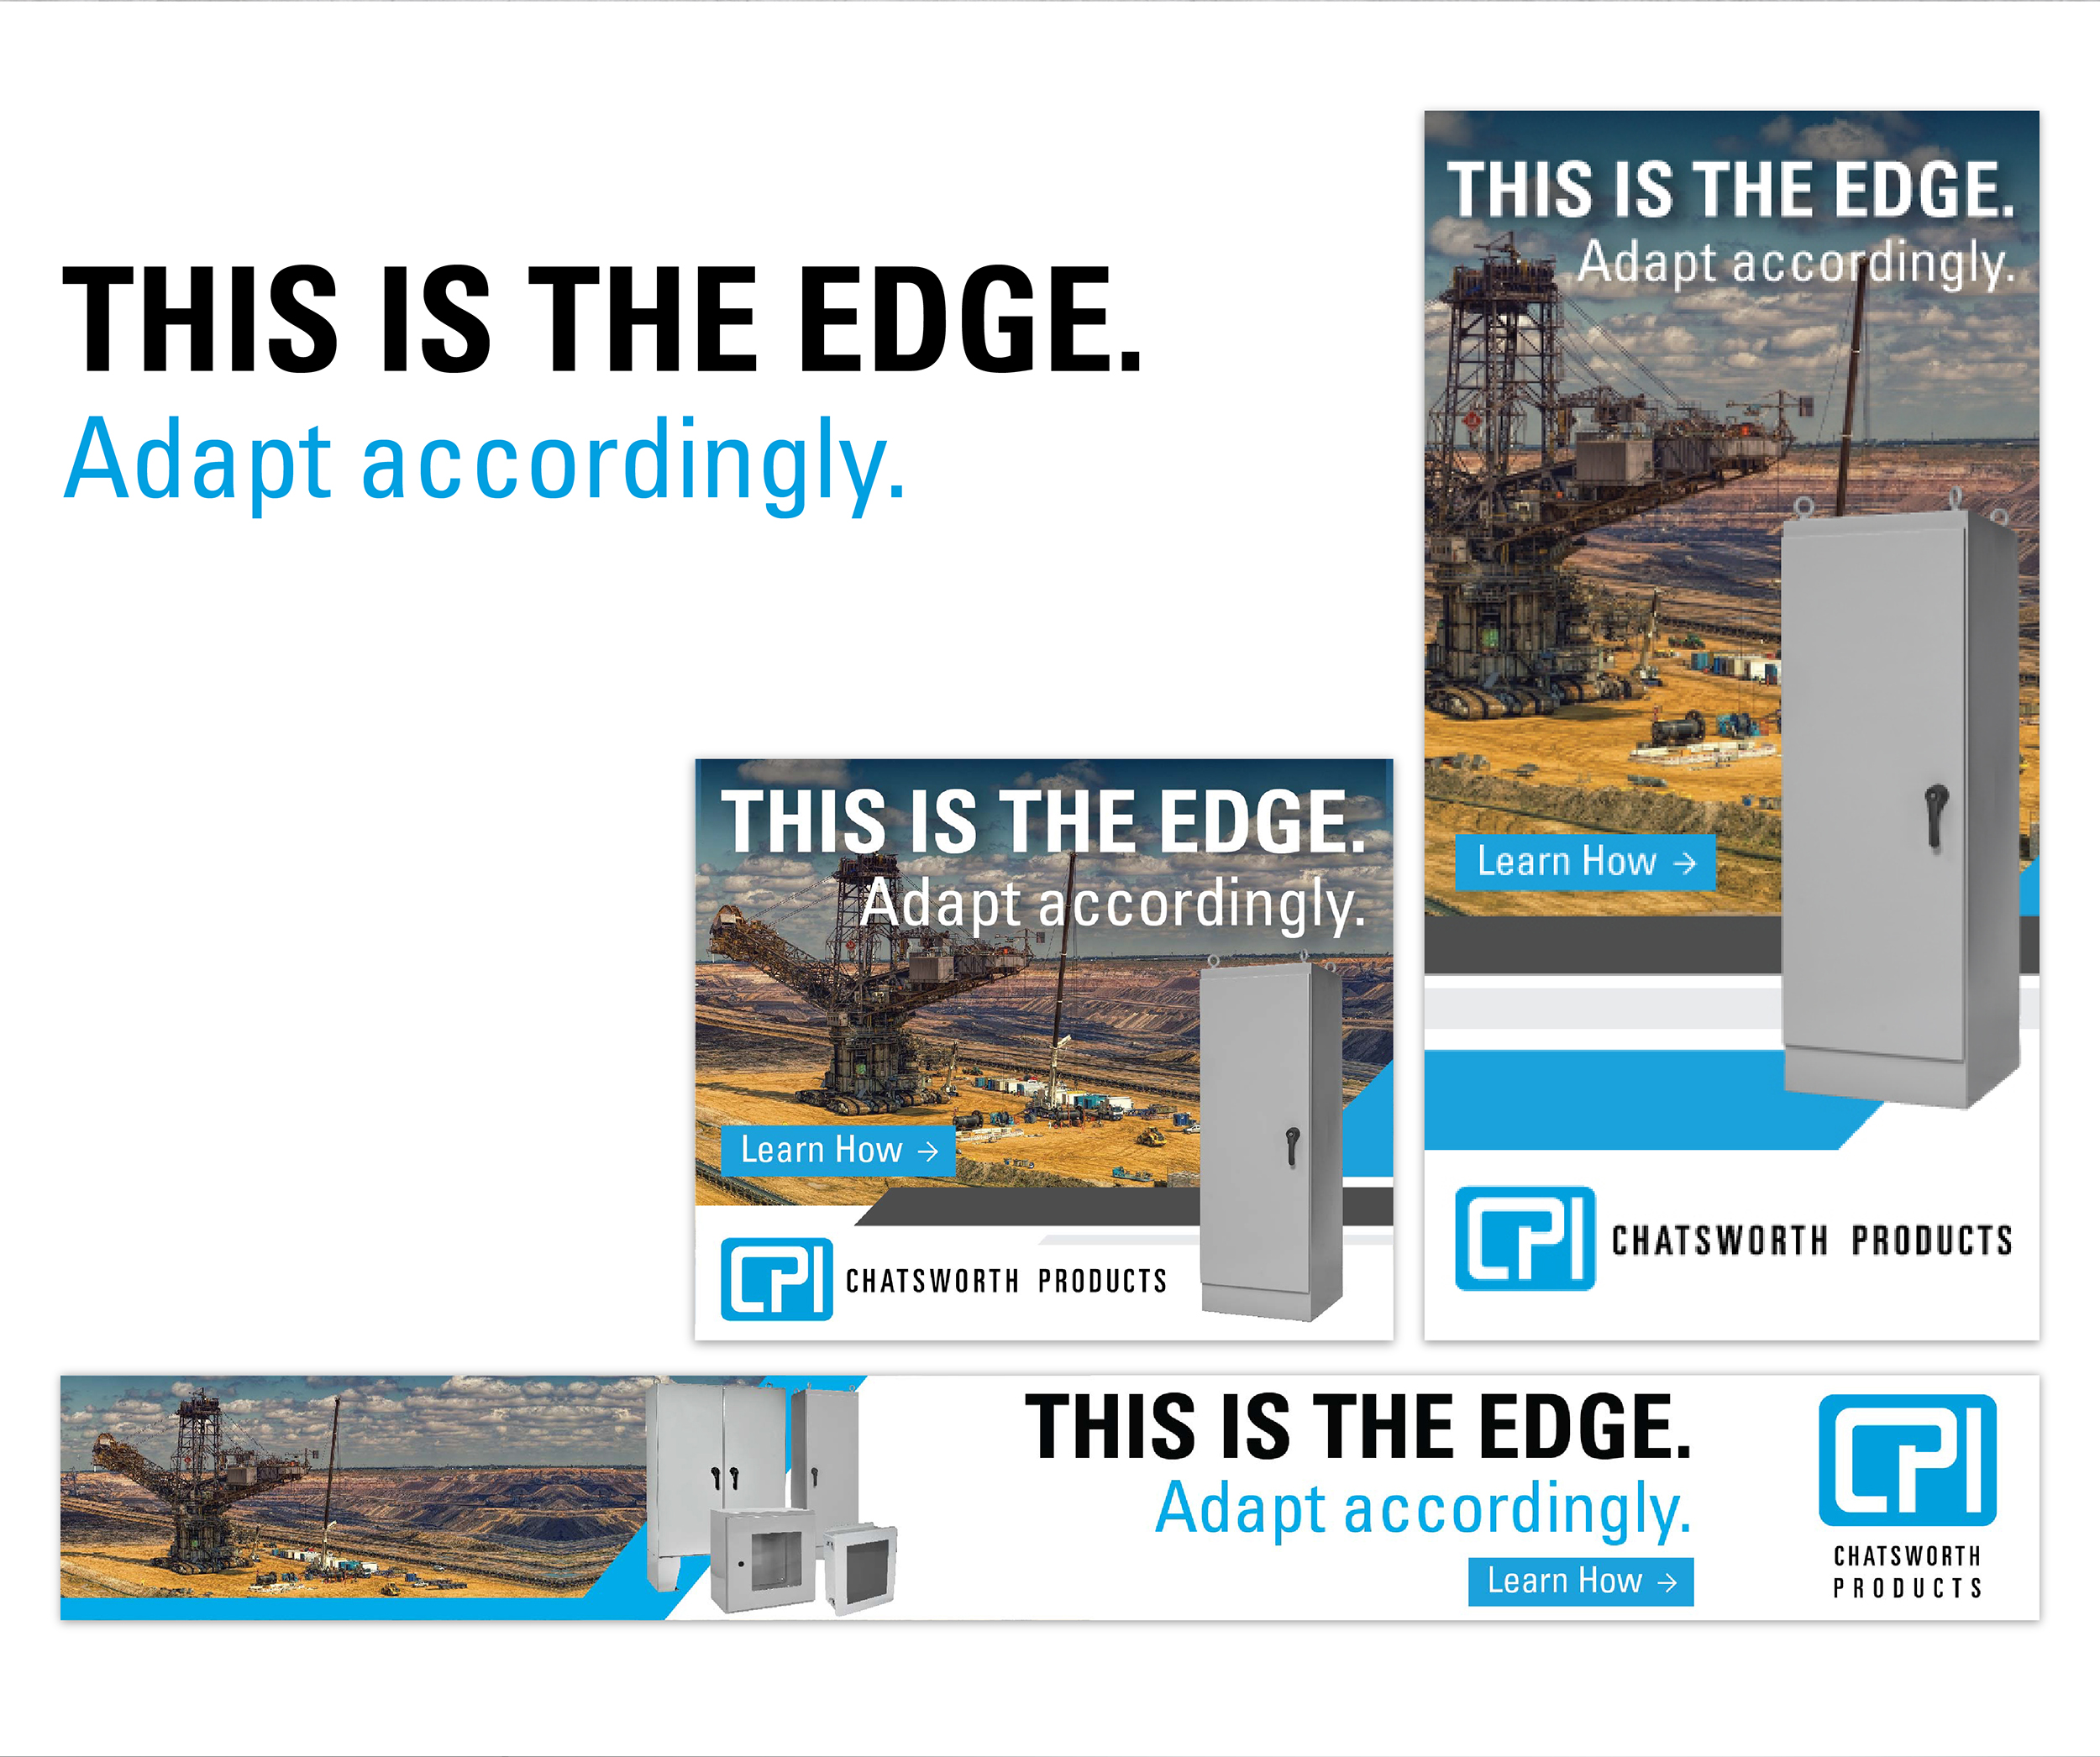 THIS IS THE EDGE.
Adapt accordingly.
THIS IS THE EDGE.
Adapt accordingly.
Learn How →
CPI CHATSWORTH PRODUCTS
THIS IS THE EDGE.
Adapt accordingly.
Learn How →
CPI CHATSWORTH PRODUCTS
THIS IS THE EDGE.
Adapt accordingly.
Learn How →
CPI
CHATSWORTH
PRODUCTS